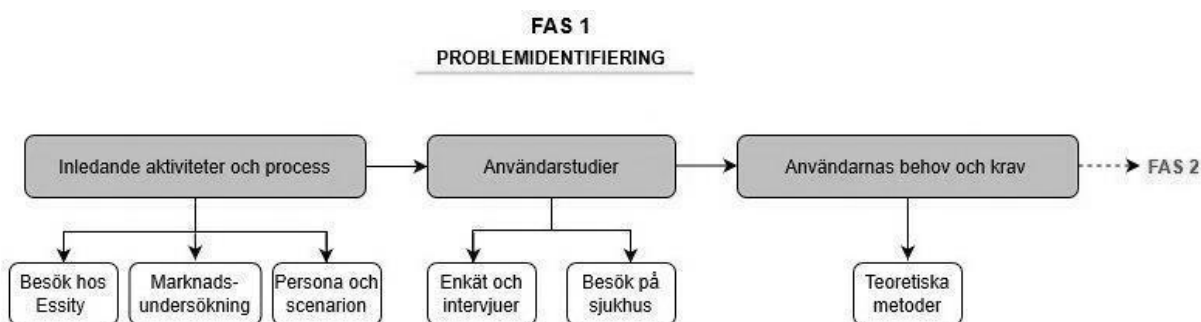 FAS 1
PROBLEMIDENTIFIERING
Inledande aktiviteter och process
Användarstudier
Användarnas behov och krav
FAS 2
Besök hos
Essity
Marknads-
undersökning
Persona och
scenarion
Enkät och
intervjuer
Besök på
sjukhus
Teoretiska
metoder